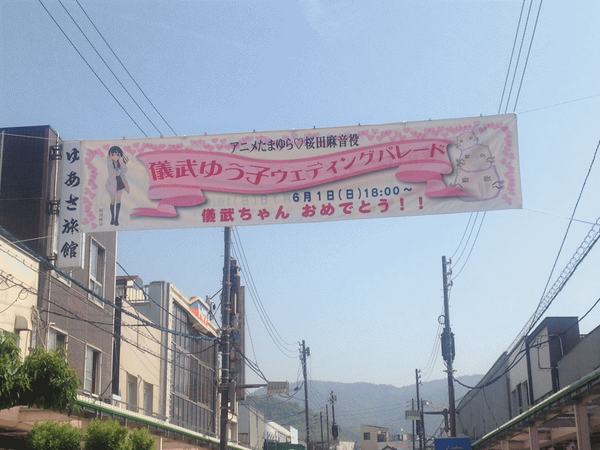 アニメたまゆら♡桜田麻音役
儀武ゆう子ウェディングパレード
6月1日(日)18:00～
儀武ちゃん おめでとう！！
ゆあさ旅館